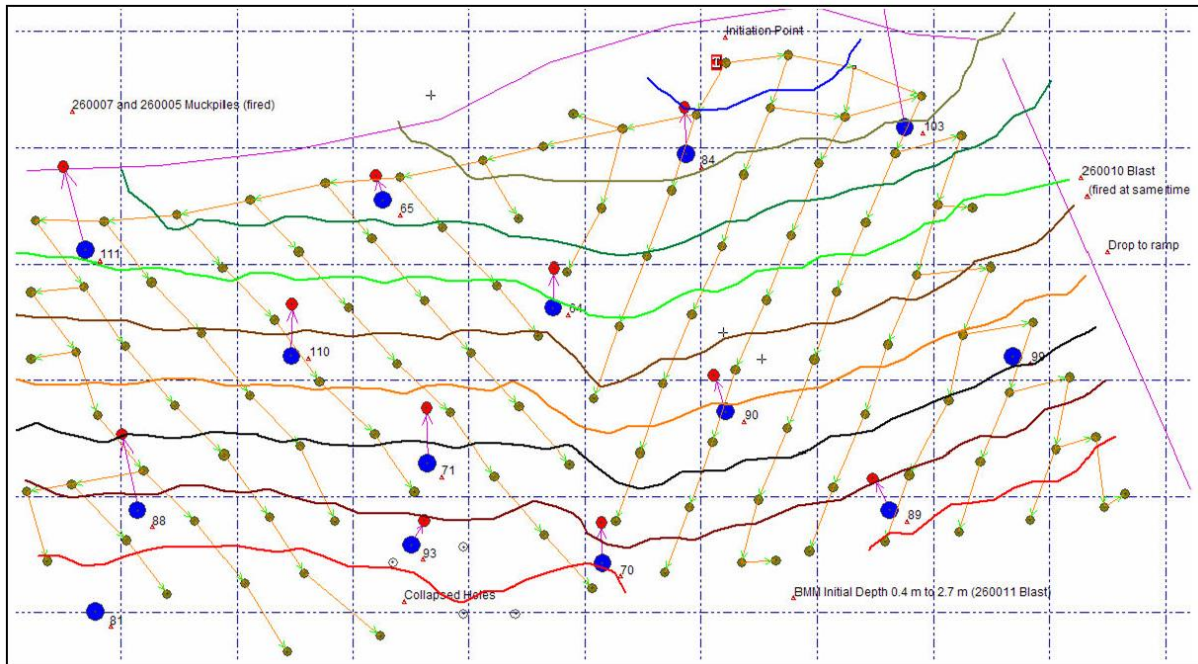 Initiation Point
260007 and 260005 Muckpiles (fired)
103
84
260010 Blast
(fired at same time
65
Drop to ramp
111
64
110
99
90
71
88
89
93
70
BMM Initial Depth 0.4 m to 2.7 m (260011 Blast)
Collapsed Holes
81